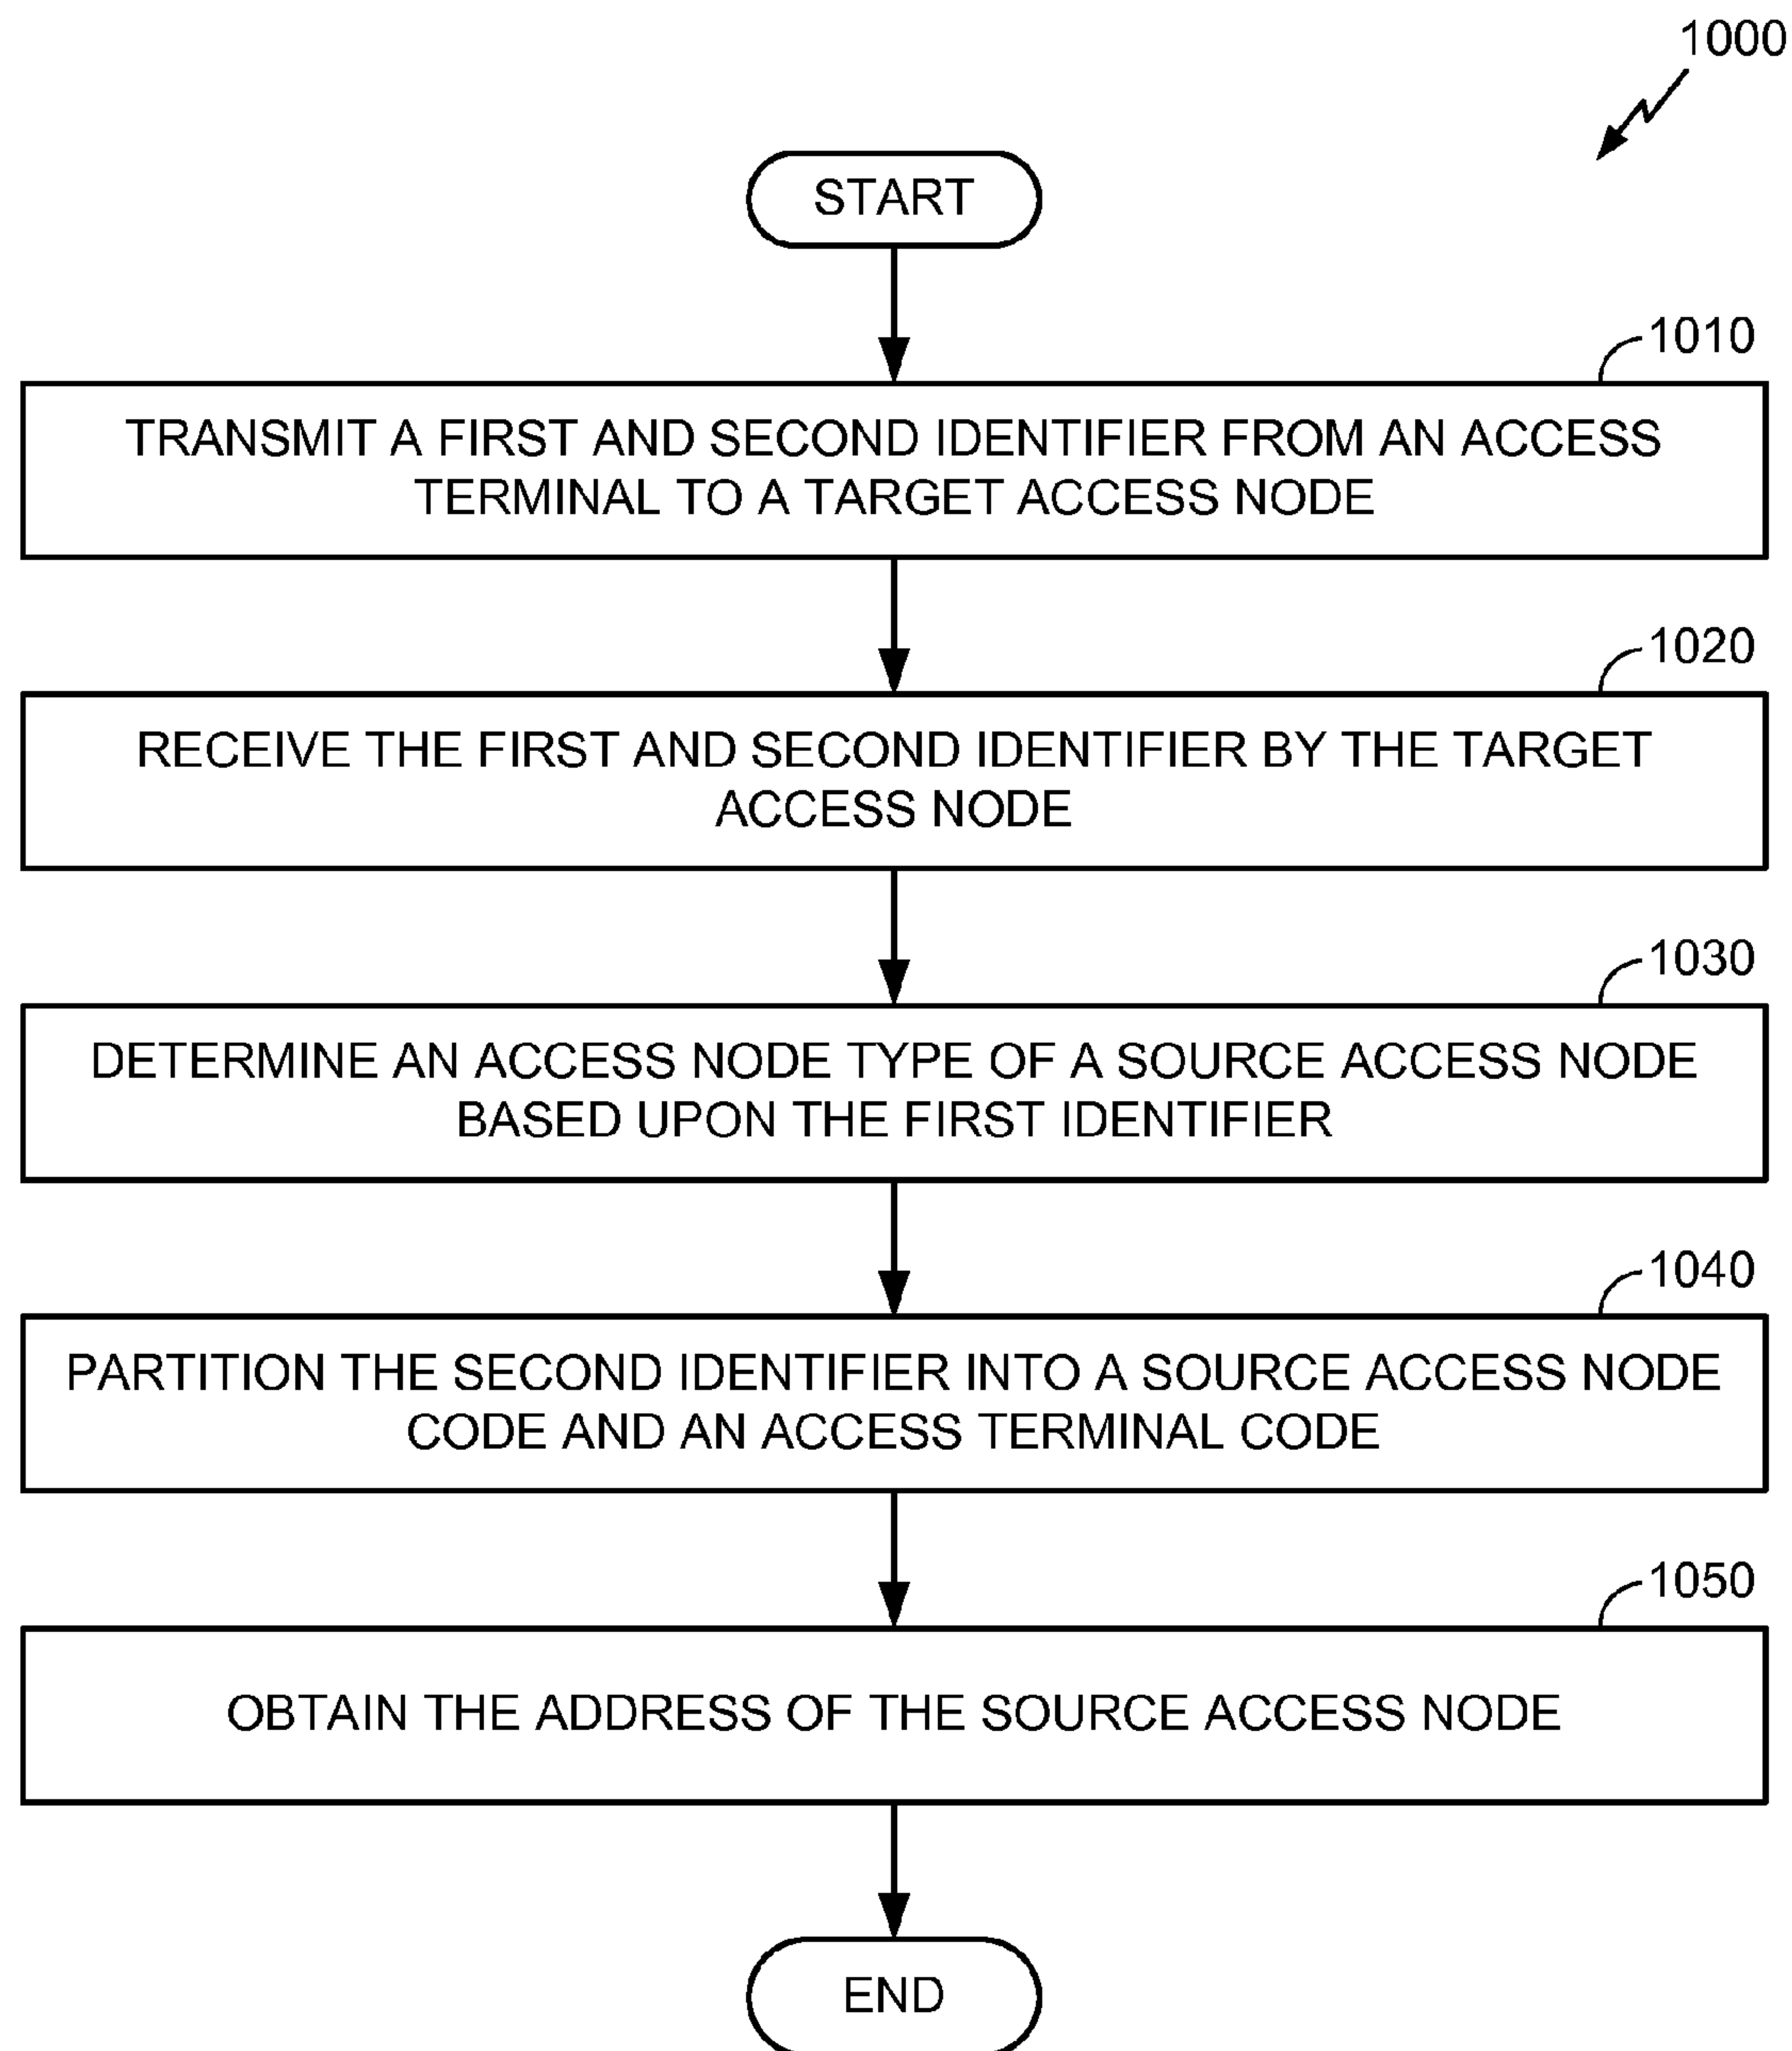 1000
START
1010
TRANSMIT A FIRST AND SECOND IDENTIFIER FROM AN ACCESS
TERMINAL TO A TARGET ACCESS NODE
1020
RECEIVE THE FIRST AND SECOND IDENTIFIER BY THE TARGET
ACCESS NODE
1030
DETERMINE AN ACCESS NODE TYPE OF A SOURCE ACCESS NODE
BASED UPON THE FIRST IDENTIFIER
1040
PARTITION THE SECOND IDENTIFIER INTO A SOURCE ACCESS NODE
CODE AND AN ACCESS TERMINAL CODE
1050
OBTAIN THE ADDRESS OF THE SOURCE ACCESS NODE
END